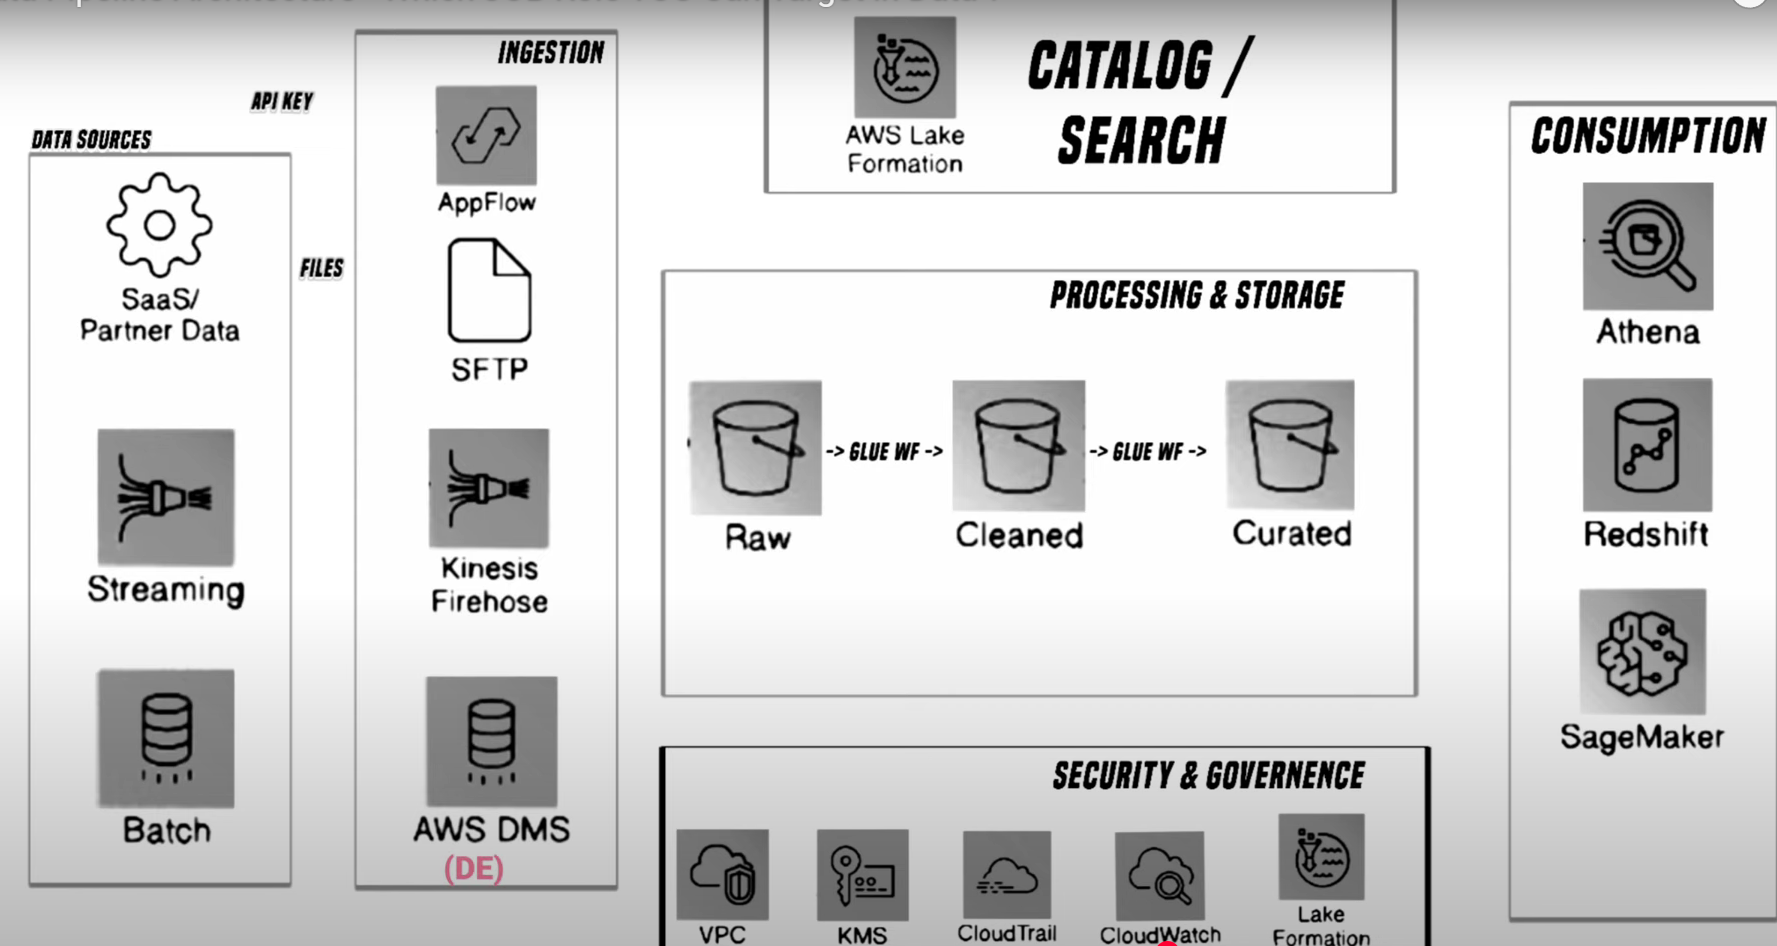 API KEY
DATA SOURCES
SaaS/
Partner Data
FILES
Streaming
Batch
INGESTION
AppFlow
SFTP
Kinesis
Firehose
AWS DMS
(DE)
AWS Lake
Formation
CATALOG /
SEARCH
PROCESSING & STORAGE
Raw
-> GLUE WF ->
Cleaned
-> GLUE WF ->
Curated
SECURITY & GOVERNENCE
VPC
KMS
CloudTrail
CloudWatch
Lake
Formation
CONSUMPTION
Athena
Redshift
SageMaker